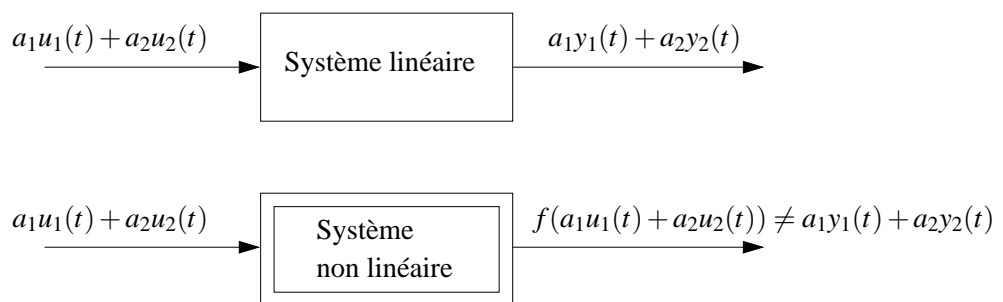 a₁u₁(t) + a₂u₂(t)
Système linéaire
a₁y₁(t) + a₂y₂(t)
a₁u₁(t) + a₂u₂(t)
Système
non linéaire
f(a₁u₁(t) + a₂u₂(t)) ≠ a₁y₁(t) + a₂y₂(t)